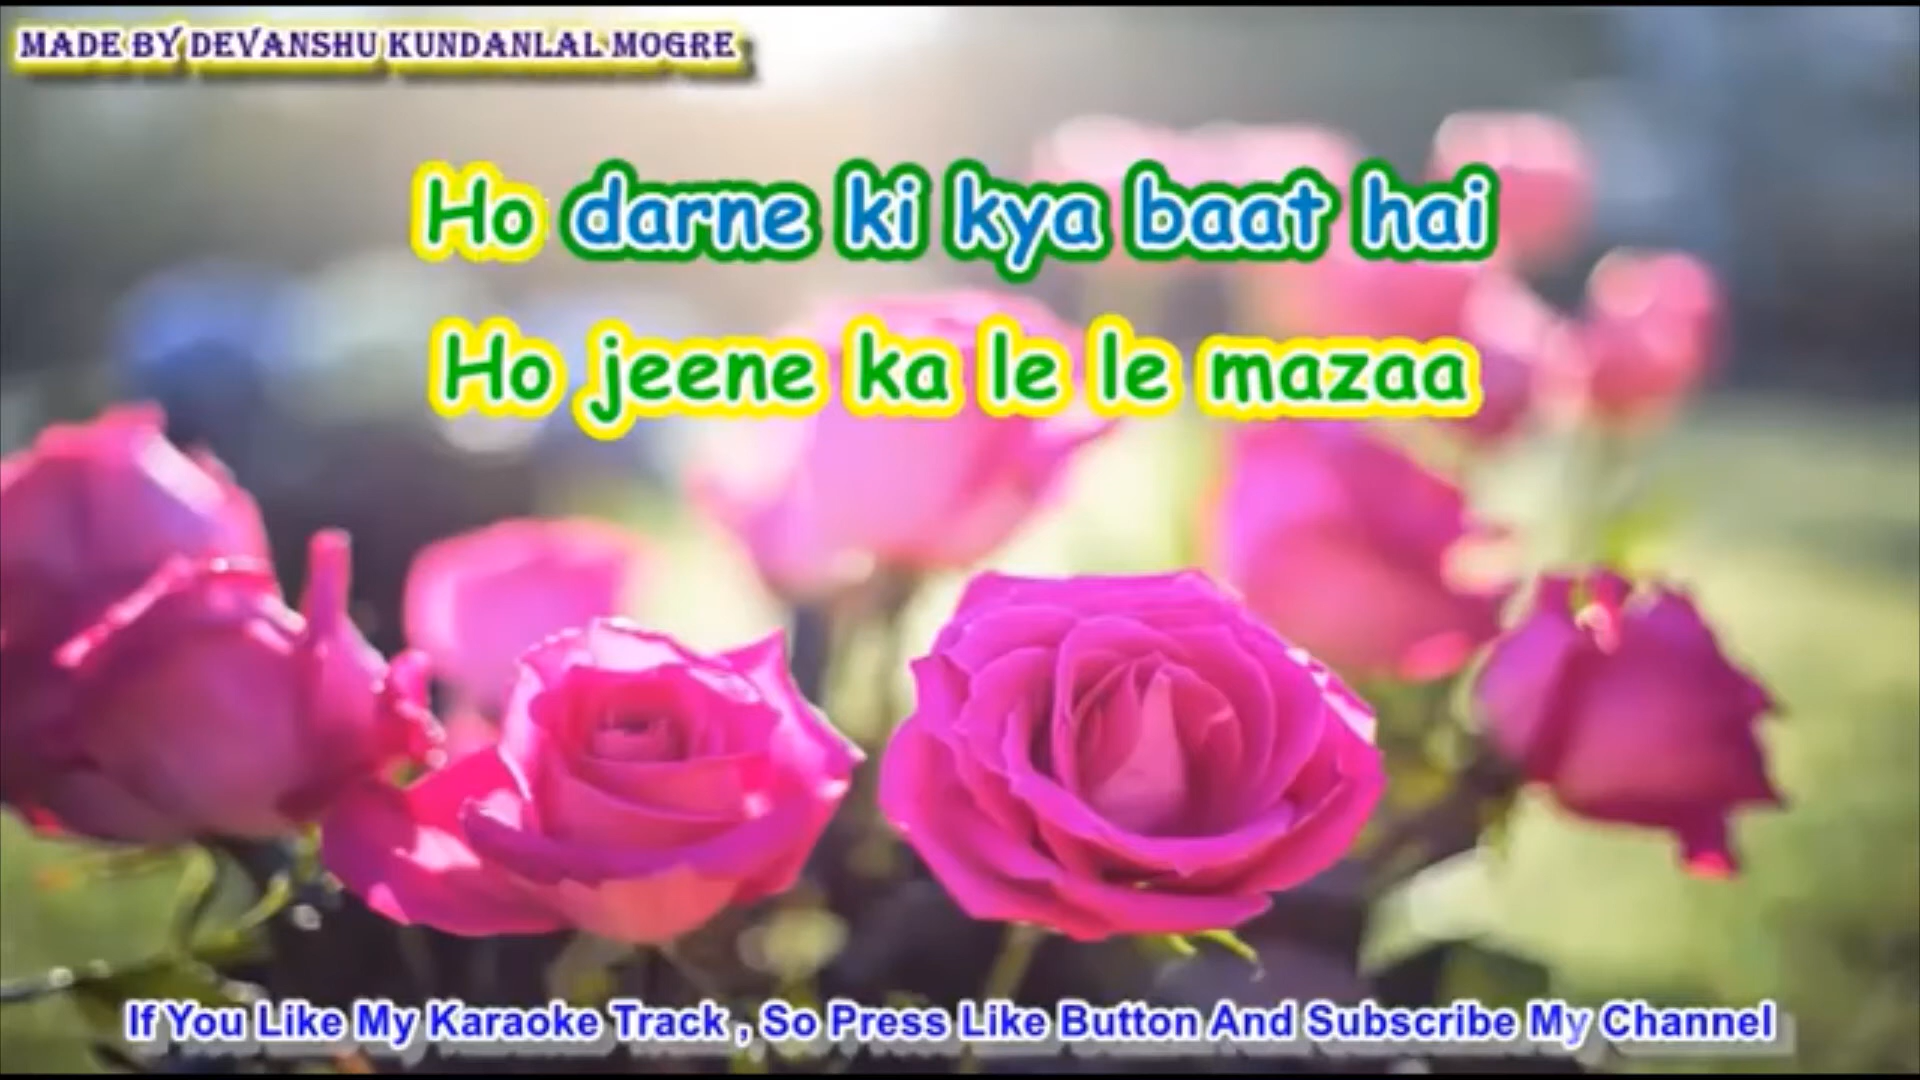 MADE BY DEVANSHU KUNDANLAL MOGRE
Ho darne ki kya baat hai
Ho jeene ka le le mazaa
If You Like My Karaoke Track , So Press Like Button And Subscribe My Channel